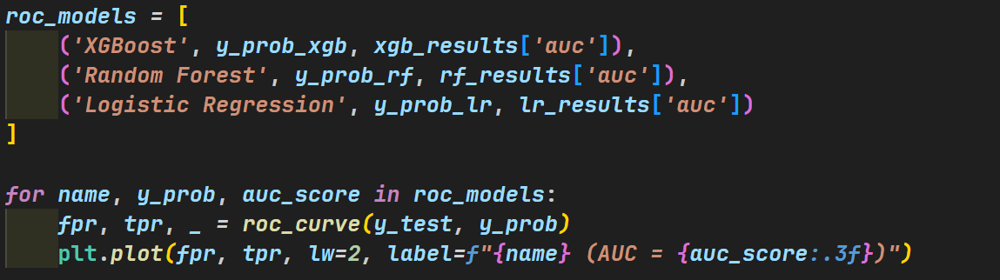 roc_models = [
    ('XGBoost', y_prob_xgb, xgb_results['auc']),
    ('Random Forest', y_prob_rf, rf_results['auc']),
    ('Logistic Regression', y_prob_lr, lr_results['auc'])
]

for name, y_prob, auc_score in roc_models:
    fpr, tpr, _ = roc_curve(y_test, y_prob)
    plt.plot(fpr, tpr, lw=2, label=f"{name} (AUC = {auc_score:.3f})")